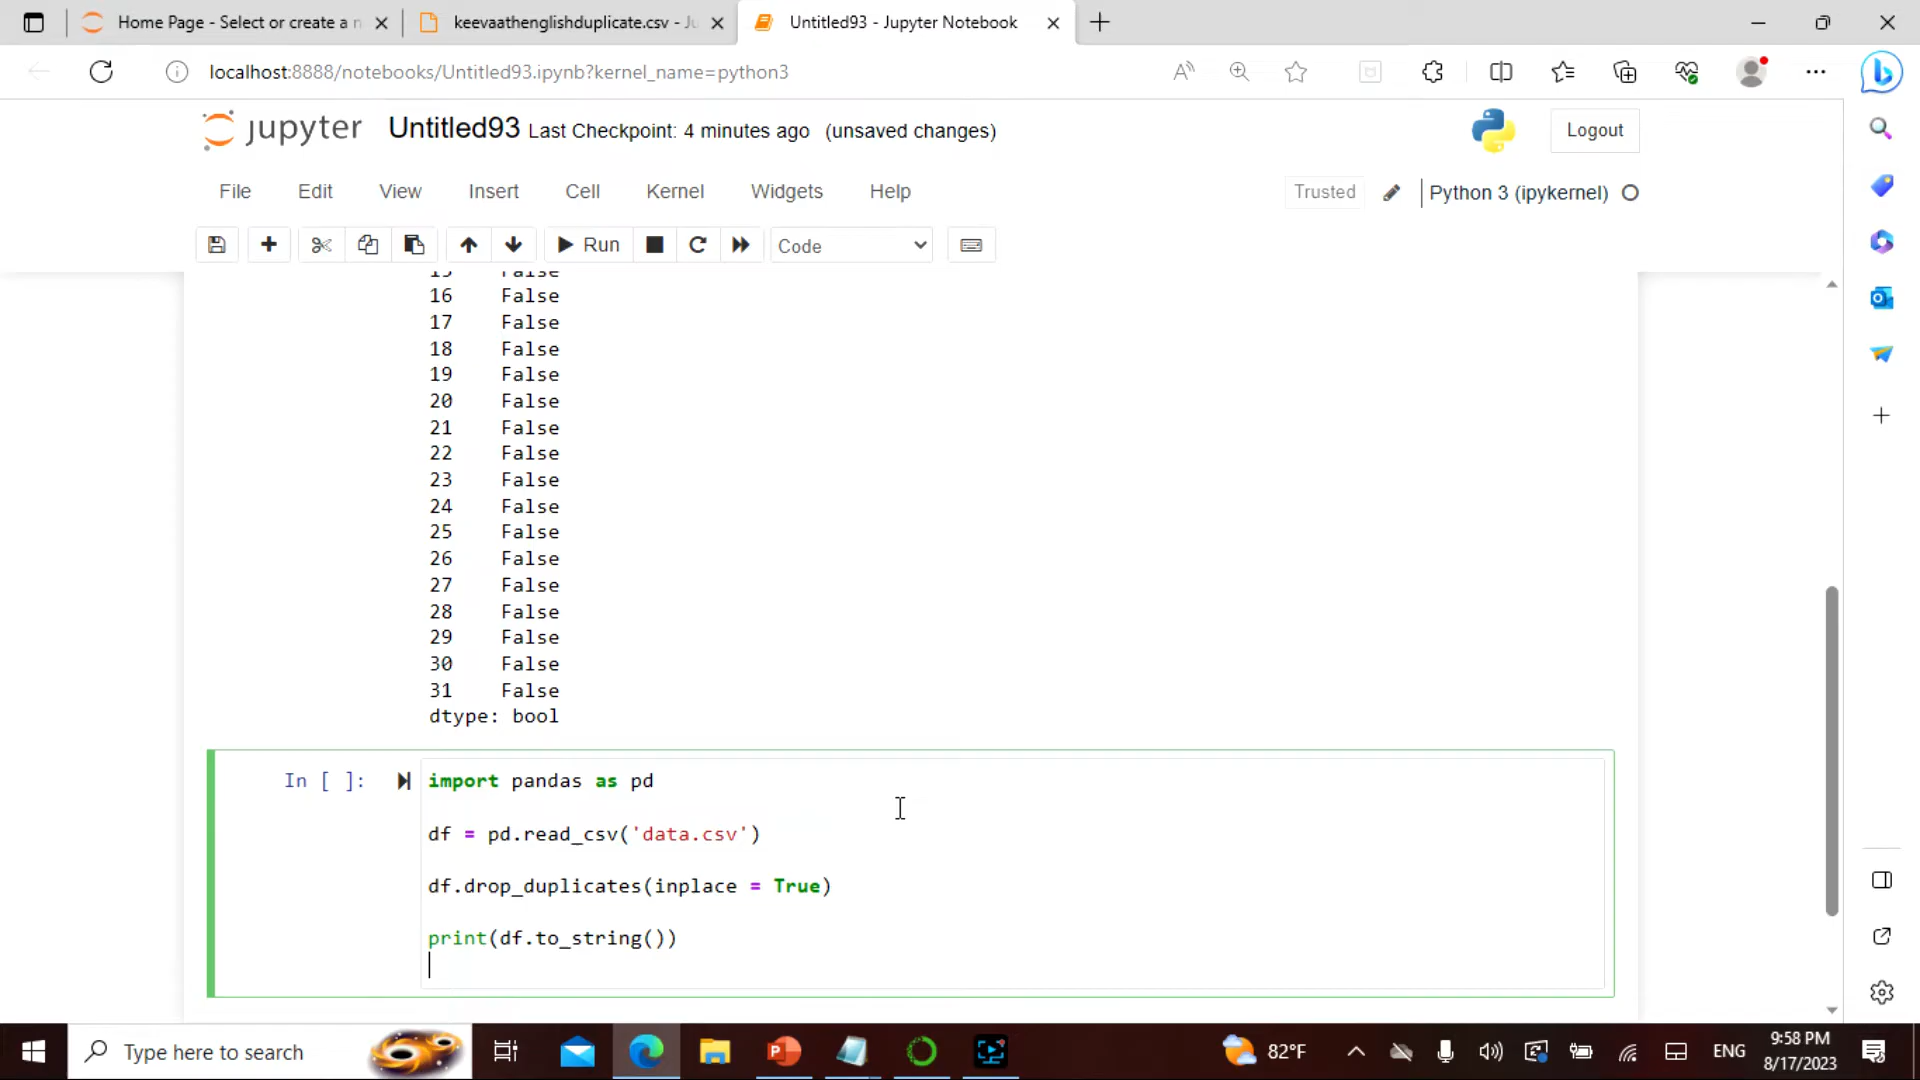 Home Page - Select or create a n
keevaathenglishduplicate.csv - Ju
Untitled93 - Jupyter Notebook
localhost:8888/notebooks/Untitled93.ipynb?kernel_name=python3
jupyter Untitled93 Last Checkpoint: 4 minutes ago (unsaved changes)
Logout
File Edit View Insert Cell Kernel Widgets Help
Trusted Python 3 (ipykernel)
Run Code
15 False
16 False
17 False
18 False
19 False
20 False
21 False
22 False
23 False
24 False
25 False
26 False
27 False
28 False
29 False
30 False
31 False
dtype: bool
In [ ]: import pandas as pd
df = pd.read_csv('data.csv')
df.drop_duplicates(inplace = True)
print(df.to_string())
Type here to search
82°F
ENG
9:58 PM
8/17/2023